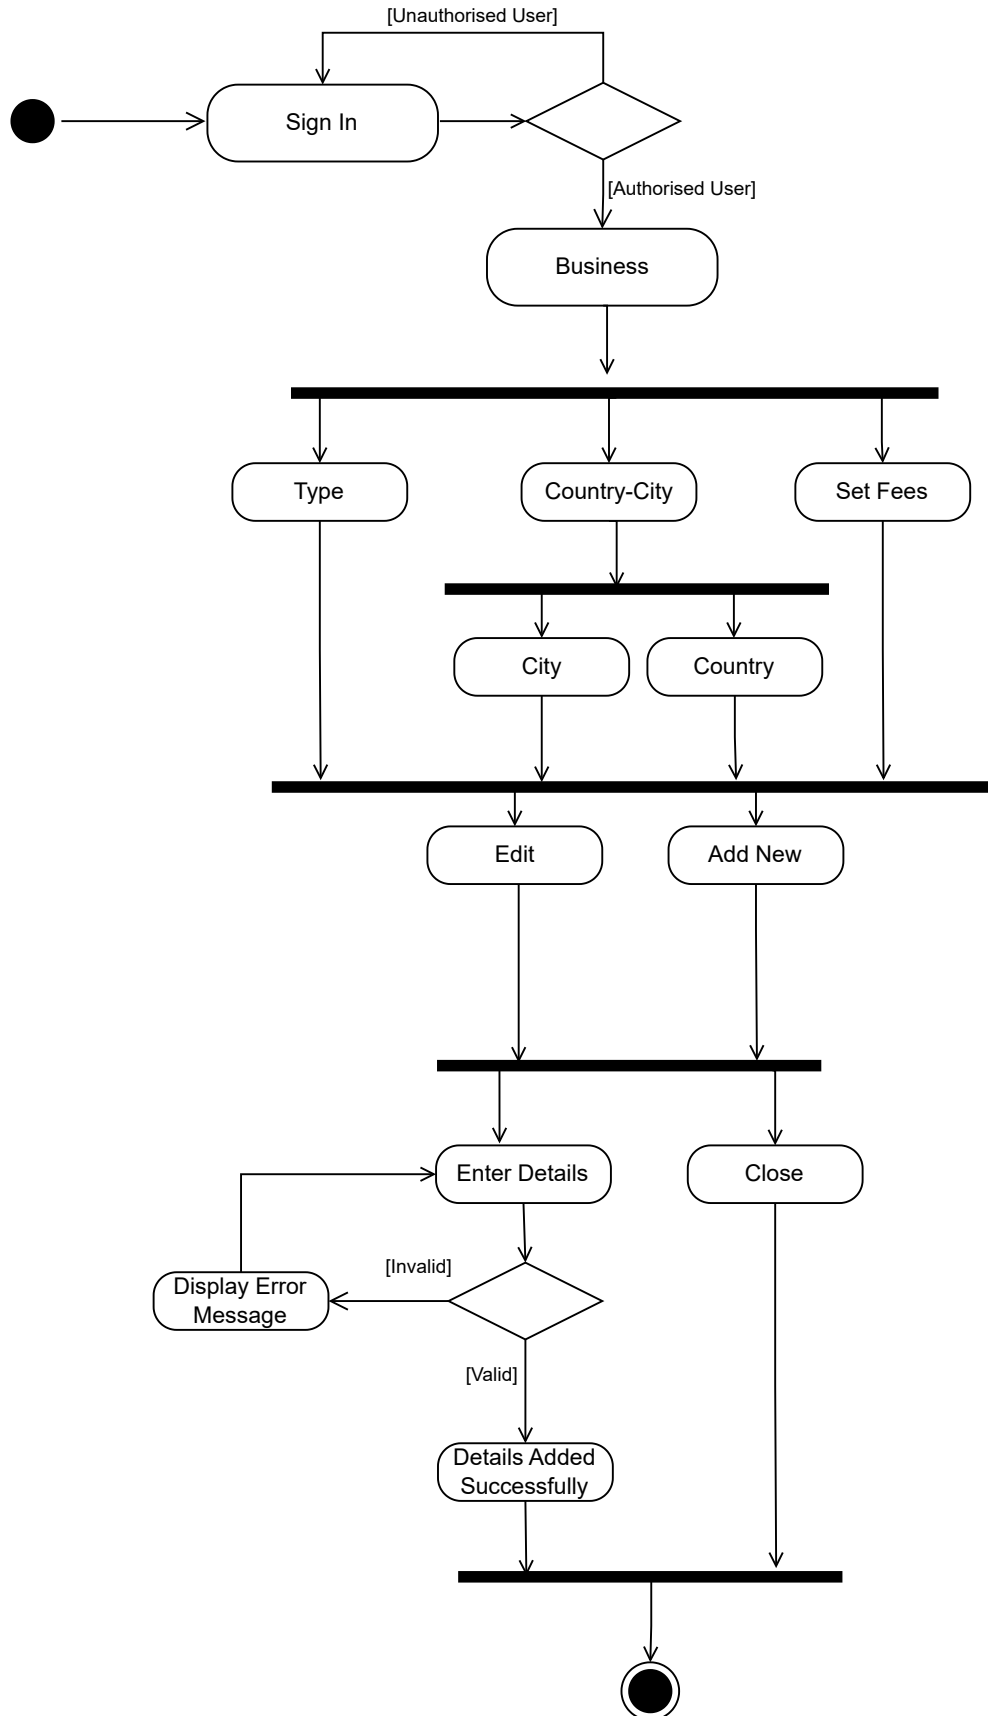 [Unauthorised User]
Sign In
[Authorised User]
Business
Type
Country-City
Set Fees
City
Country
Edit
Add New
Enter Details
Close
[Invalid]
Display Error
Message
[Valid]
Details Added
Successfully